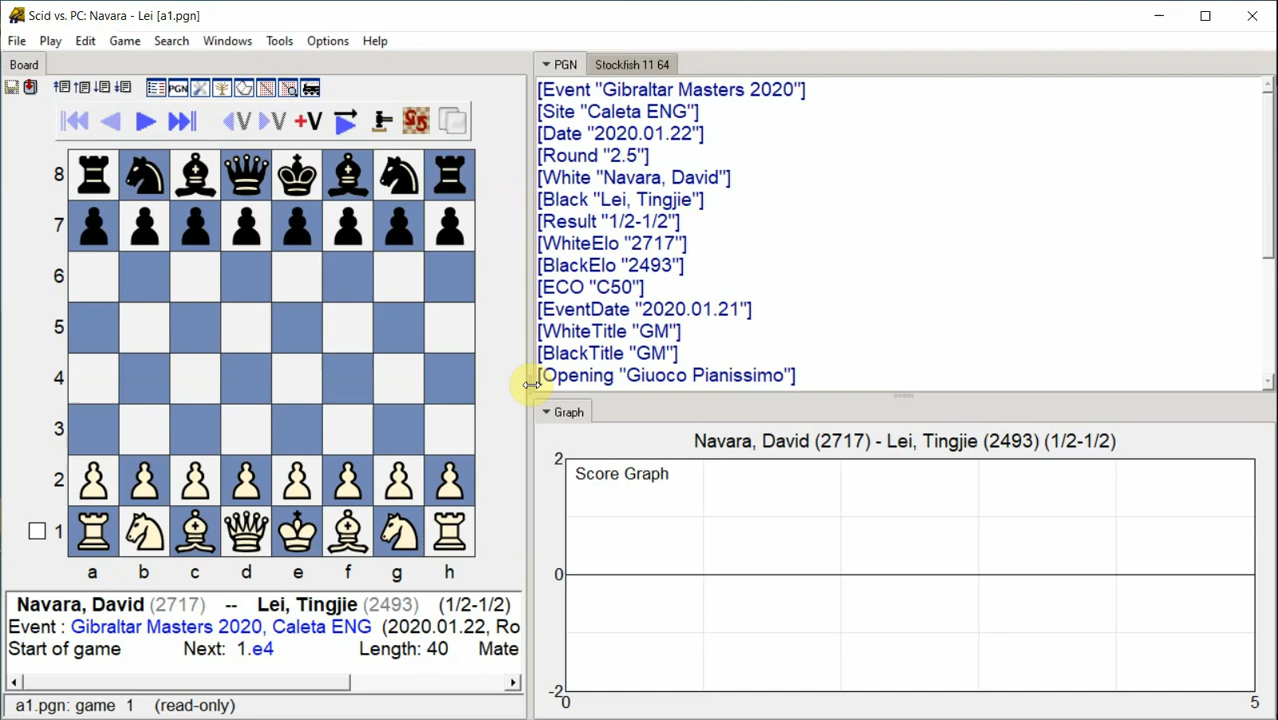 Scid vs. PC: Navara - Lei [a1.pgn]
File Play Edit Game Search Windows Tools Options Help
Board
PGN
8
7
6
5
4
3
2
1
a b c d e f g h
Navara, David (2717) -- Lei, Tingjie (2493) (1/2-1/2)
Event : Gibraltar Masters 2020, Caleta ENG (2020.01.22, Ro
Start of game Next: 1.e4 Length: 40 Mate
a1.pgn: game 1 (read-only)
PGN Stockfish 11 64
[Event "Gibraltar Masters 2020"]
[Site "Caleta ENG"]
[Date "2020.01.22"]
[Round "2.5"]
[White "Navara, David"]
[Black "Lei, Tingjie"]
[Result "1/2-1/2"]
[WhiteElo "2717"]
[BlackElo "2493"]
[ECO "C50"]
[EventDate "2020.01.21"]
[WhiteTitle "GM"]
[BlackTitle "GM"]
[Opening "Giuoco Pianissimo"]
Graph
Navara, David (2717) - Lei, Tingjie (2493) (1/2-1/2)
Score Graph
2
0
-2
0 5